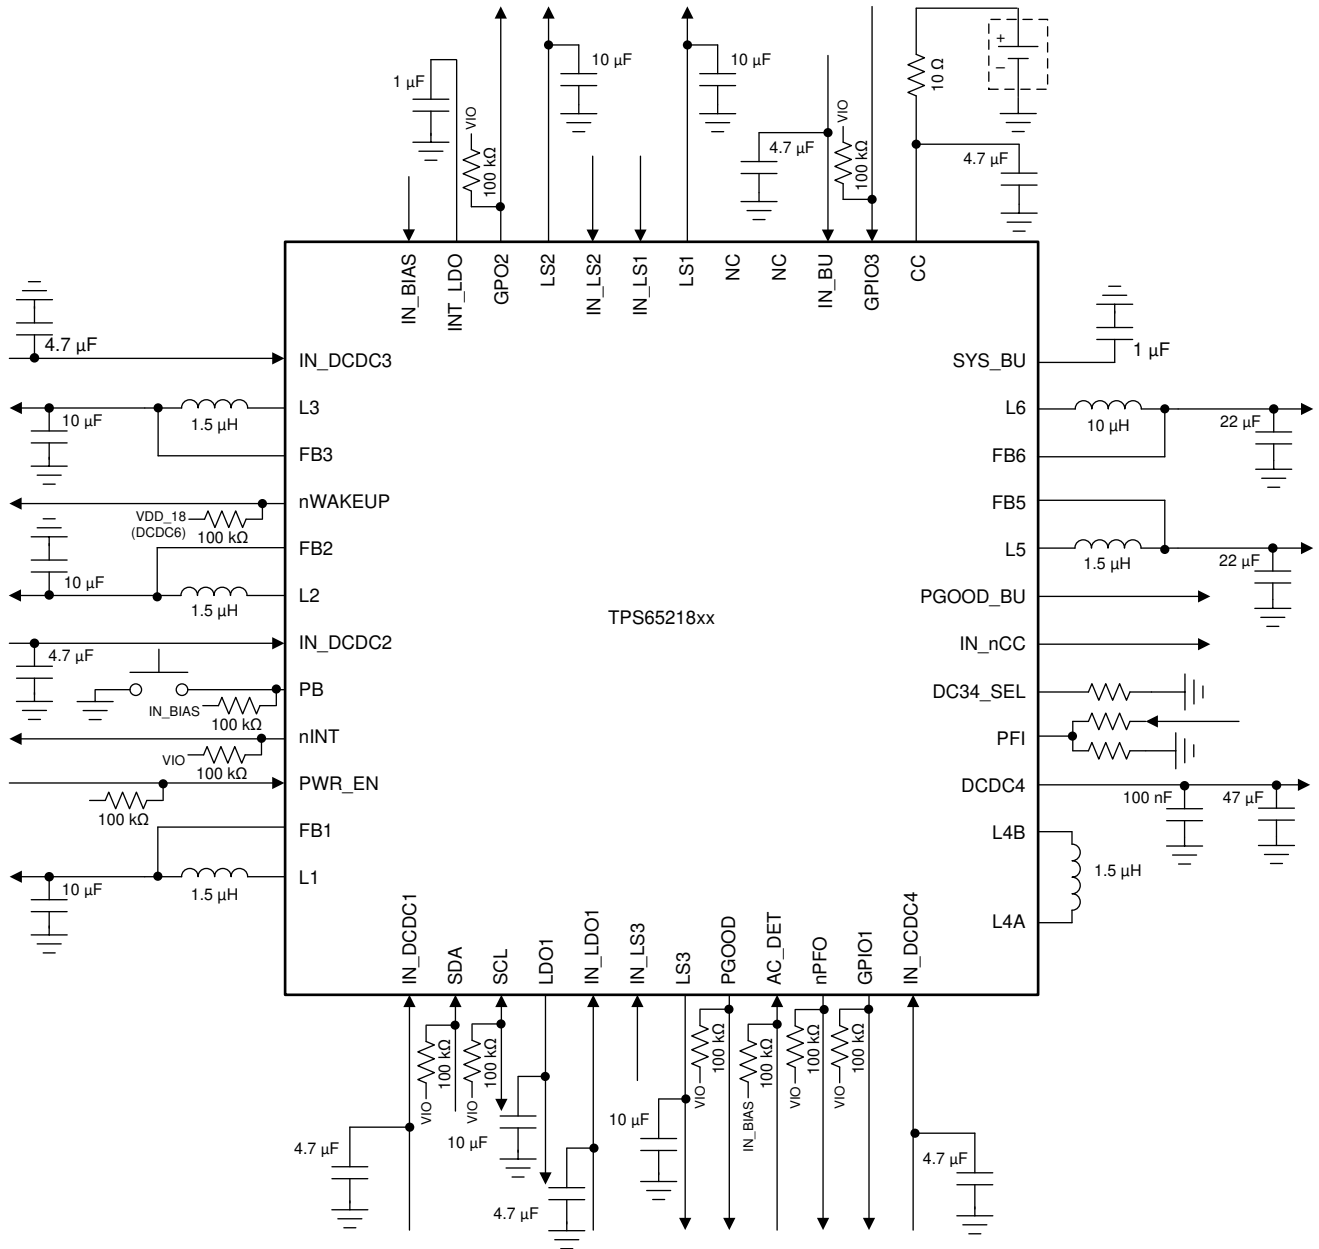 1 µF
VIO
100 kΩ
10 µF
10 µF
4.7 µF
VIO
100 kΩ
10 Ω
+
–
4.7 µF
IN_BIAS
INT_LDO
GPO2
LS2
IN_LS2
IN_LS1
LS1
NC
NC
IN_BU
GPIO3
CC
4.7 µF
IN_DCDC3
10 µF
1.5 µH
L3
FB3
nWAKEUP
VDD_18
(DCDC6)
100 kΩ
FB2
10 µF
1.5 µH
L2
IN_DCDC2
4.7 µF
PB
IN_BIAS
100 kΩ
nINT
VIO
100 kΩ
PWR_EN
100 kΩ
FB1
10 µF
1.5 µH
L1
TPS65218xx
SYS_BU
1 µF
L6
10 µH
22 µF
FB6
FB5
L5
1.5 µH
22 µF
PGOOD_BU
IN_nCC
DC34_SEL
PFI
DCDC4
100 nF
47 µF
L4B
1.5 µH
L4A
IN_DCDC1
SDA
SCL
LDO1
IN_LDO1
IN_LS3
LS3
PGOOD
AC_DET
nPFO
GPIO1
IN_DCDC4
4.7 µF
VIO
100 kΩ
VIO
100 kΩ
10 µF
4.7 µF
10 µF
VIO
100 kΩ
IN_BIAS
100 kΩ
VIO
100 kΩ
VIO
100 kΩ
4.7 µF